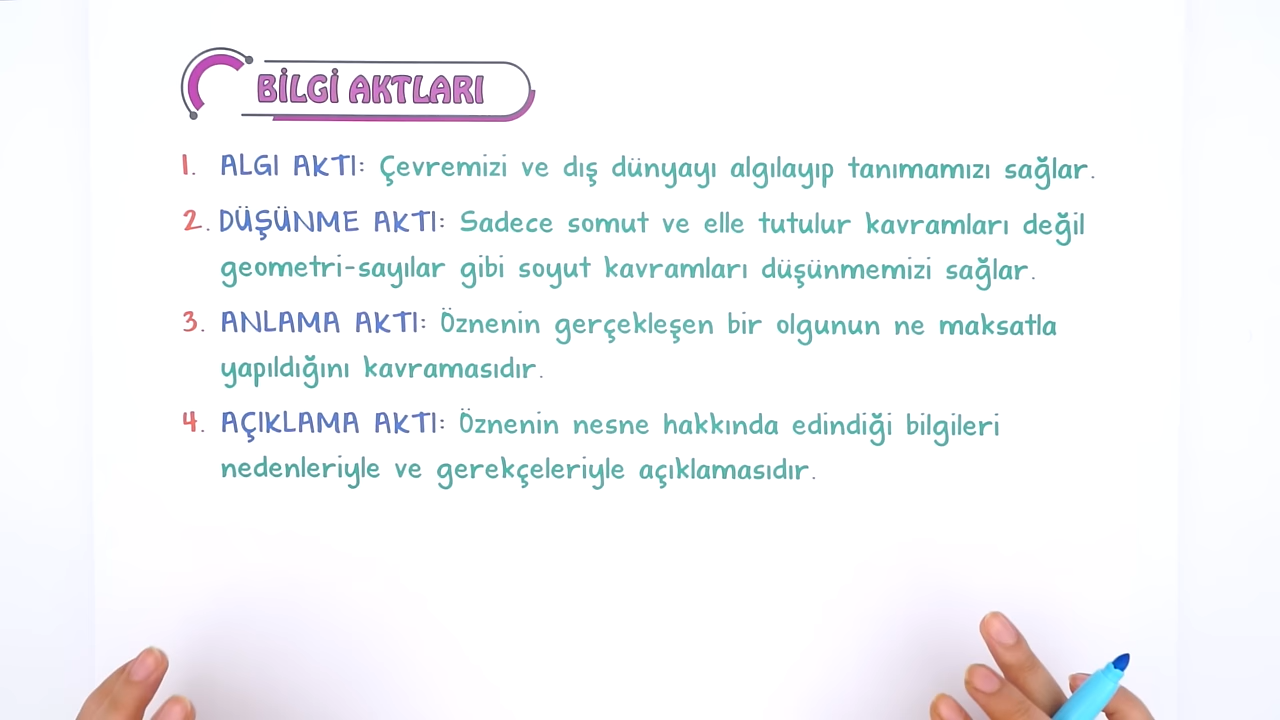 BİLGİ AKTLARI
1. ALGI AKTI: Çevremizi ve dış dünyayı algılayıp tanımamızı sağlar.
2. DÜŞÜNME AKTI: Sadece somut ve elle tutulur kavramları değil
geometri-sayılar gibi soyut kavramları düşünmemizi sağlar.
3. ANLAMA AKTI: Öznenin gerçekleşen bir olgunun ne maksatla
yapıldığını kavramasıdır.
4. AÇIKLAMA AKTI: Öznenin nesne hakkında edindiği bilgileri
nedenleriyle ve gerekçeleriyle açıklamasıdır.